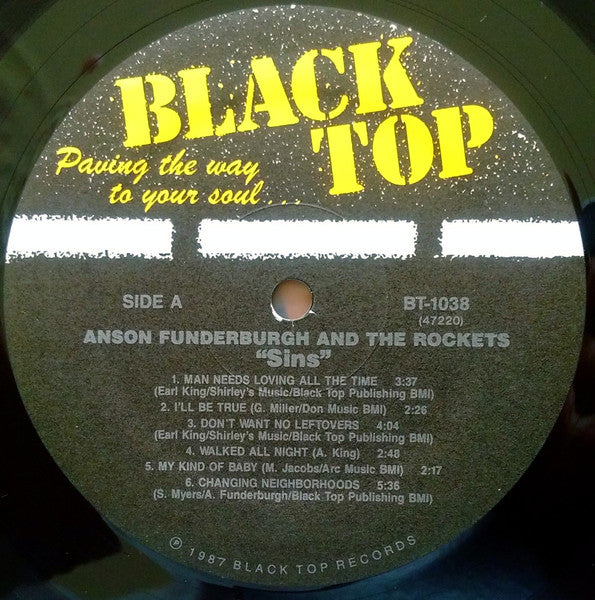 BLACK
TOP
Paving the way
to your soul...
SIDE A
BT-1038
(47220)
ANSON FUNDERBURGH AND THE ROCKETS
"Sins"
1. MAN NEEDS LOVING ALL THE TIME 3:37
(Earl King/Shirley's Music/Black Top Publishing BMI)
2. I'LL BE TRUE (G. Miller/Don Music BMI) 2:26
3. DON'T WANT NO LEFTOVERS 4:04
(Earl King/Shirley's Music/Black Top Publishing BMI)
4. WALKED ALL NIGHT (A. King) 2:48
5. MY KIND OF BABY (M. Jacobs/Arc Music BMI) 2:17
6. CHANGING NEIGHBORHOODS 5:36
(S. Myers/A. Funderburgh/Black Top Publishing BMI)
℗ 1987 BLACK TOP RECORDS